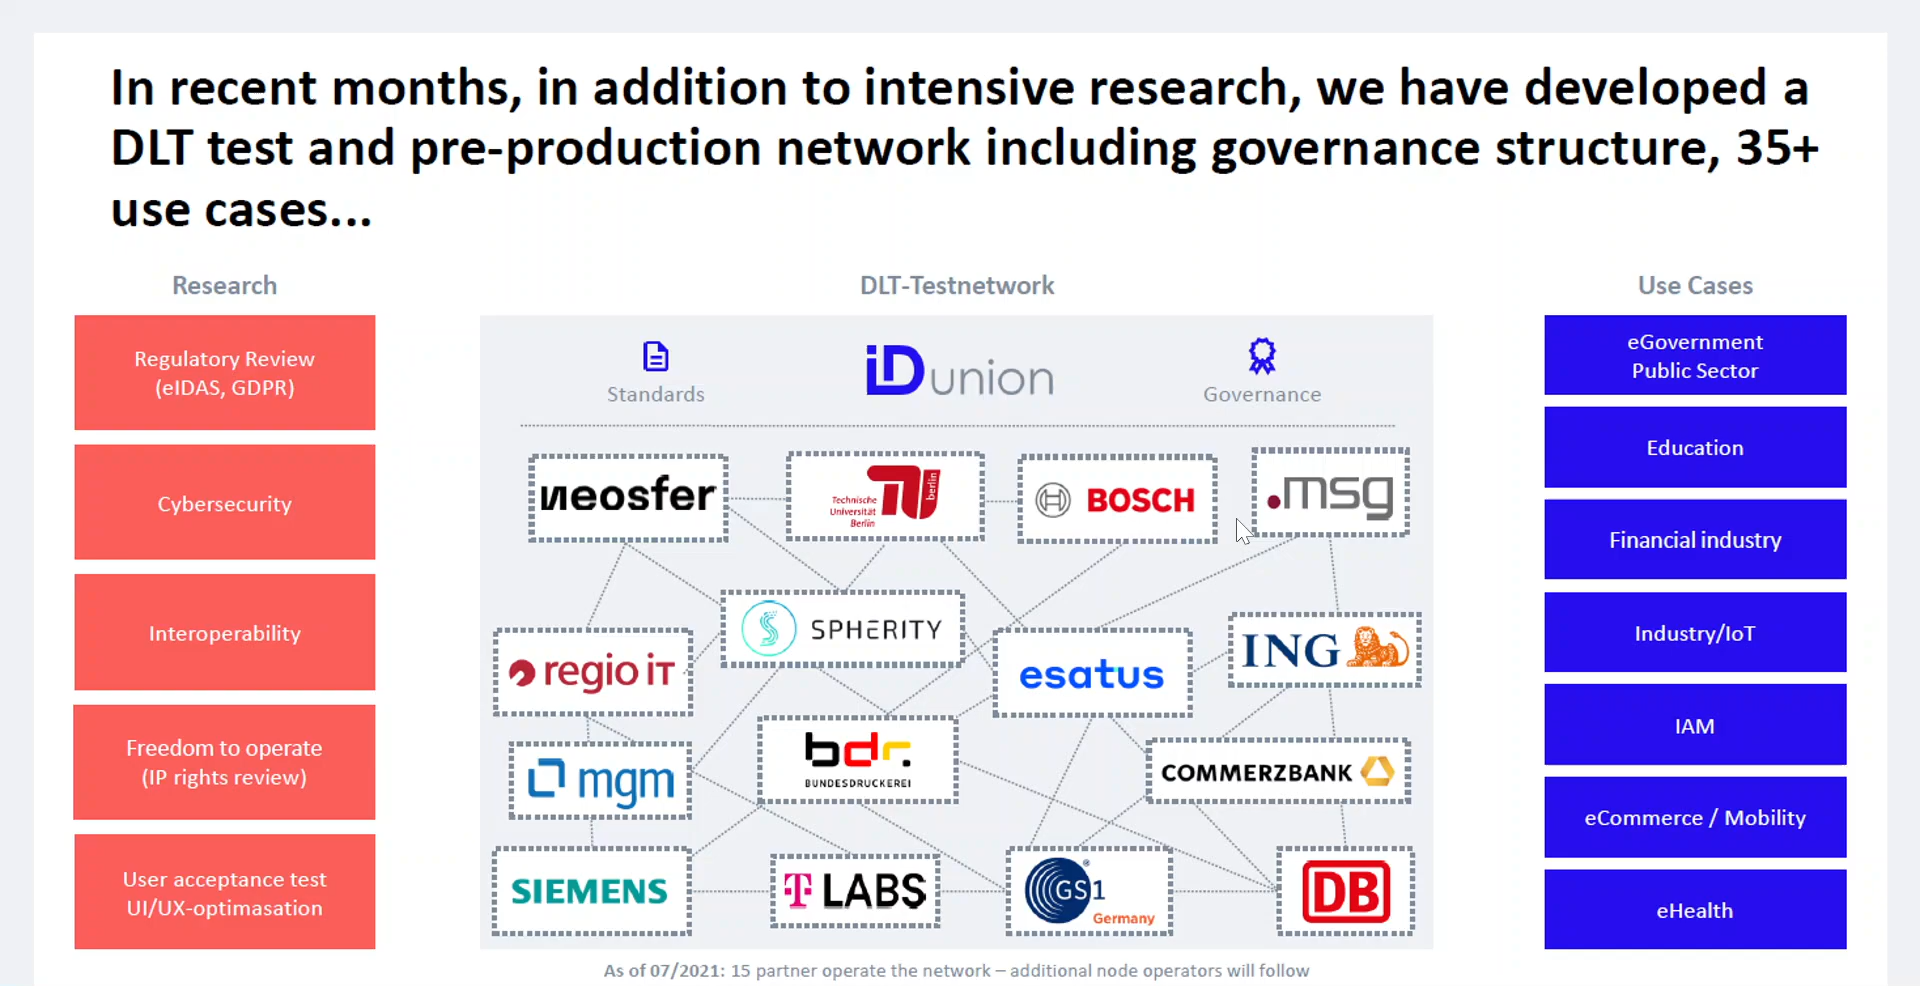 In recent months, in addition to intensive research, we have developed a
DLT test and pre-production network including governance structure, 35+
use cases...
Research
Regulatory Review
(eIDAS, GDPR)
Cybersecurity
Interoperability
Freedom to operate
(IP rights review)
User acceptance test
UI/UX-optimasation
DLT-Testnetwork
Standards
iDunion
Governance
neosfer
Technische
Universität
Berlin
berlin
BOSCH
.msg
SPHERITY
regio iT
esatus
ING
bdr.
BUNDESDRUCKEREI
mgm
COMMERZBANK
SIEMENS
T LABS
GS1
Germany
DB
As of 07/2021: 15 partner operate the network – additional node operators will follow
Use Cases
eGovernment
Public Sector
Education
Financial industry
Industry/IoT
IAM
eCommerce / Mobility
eHealth